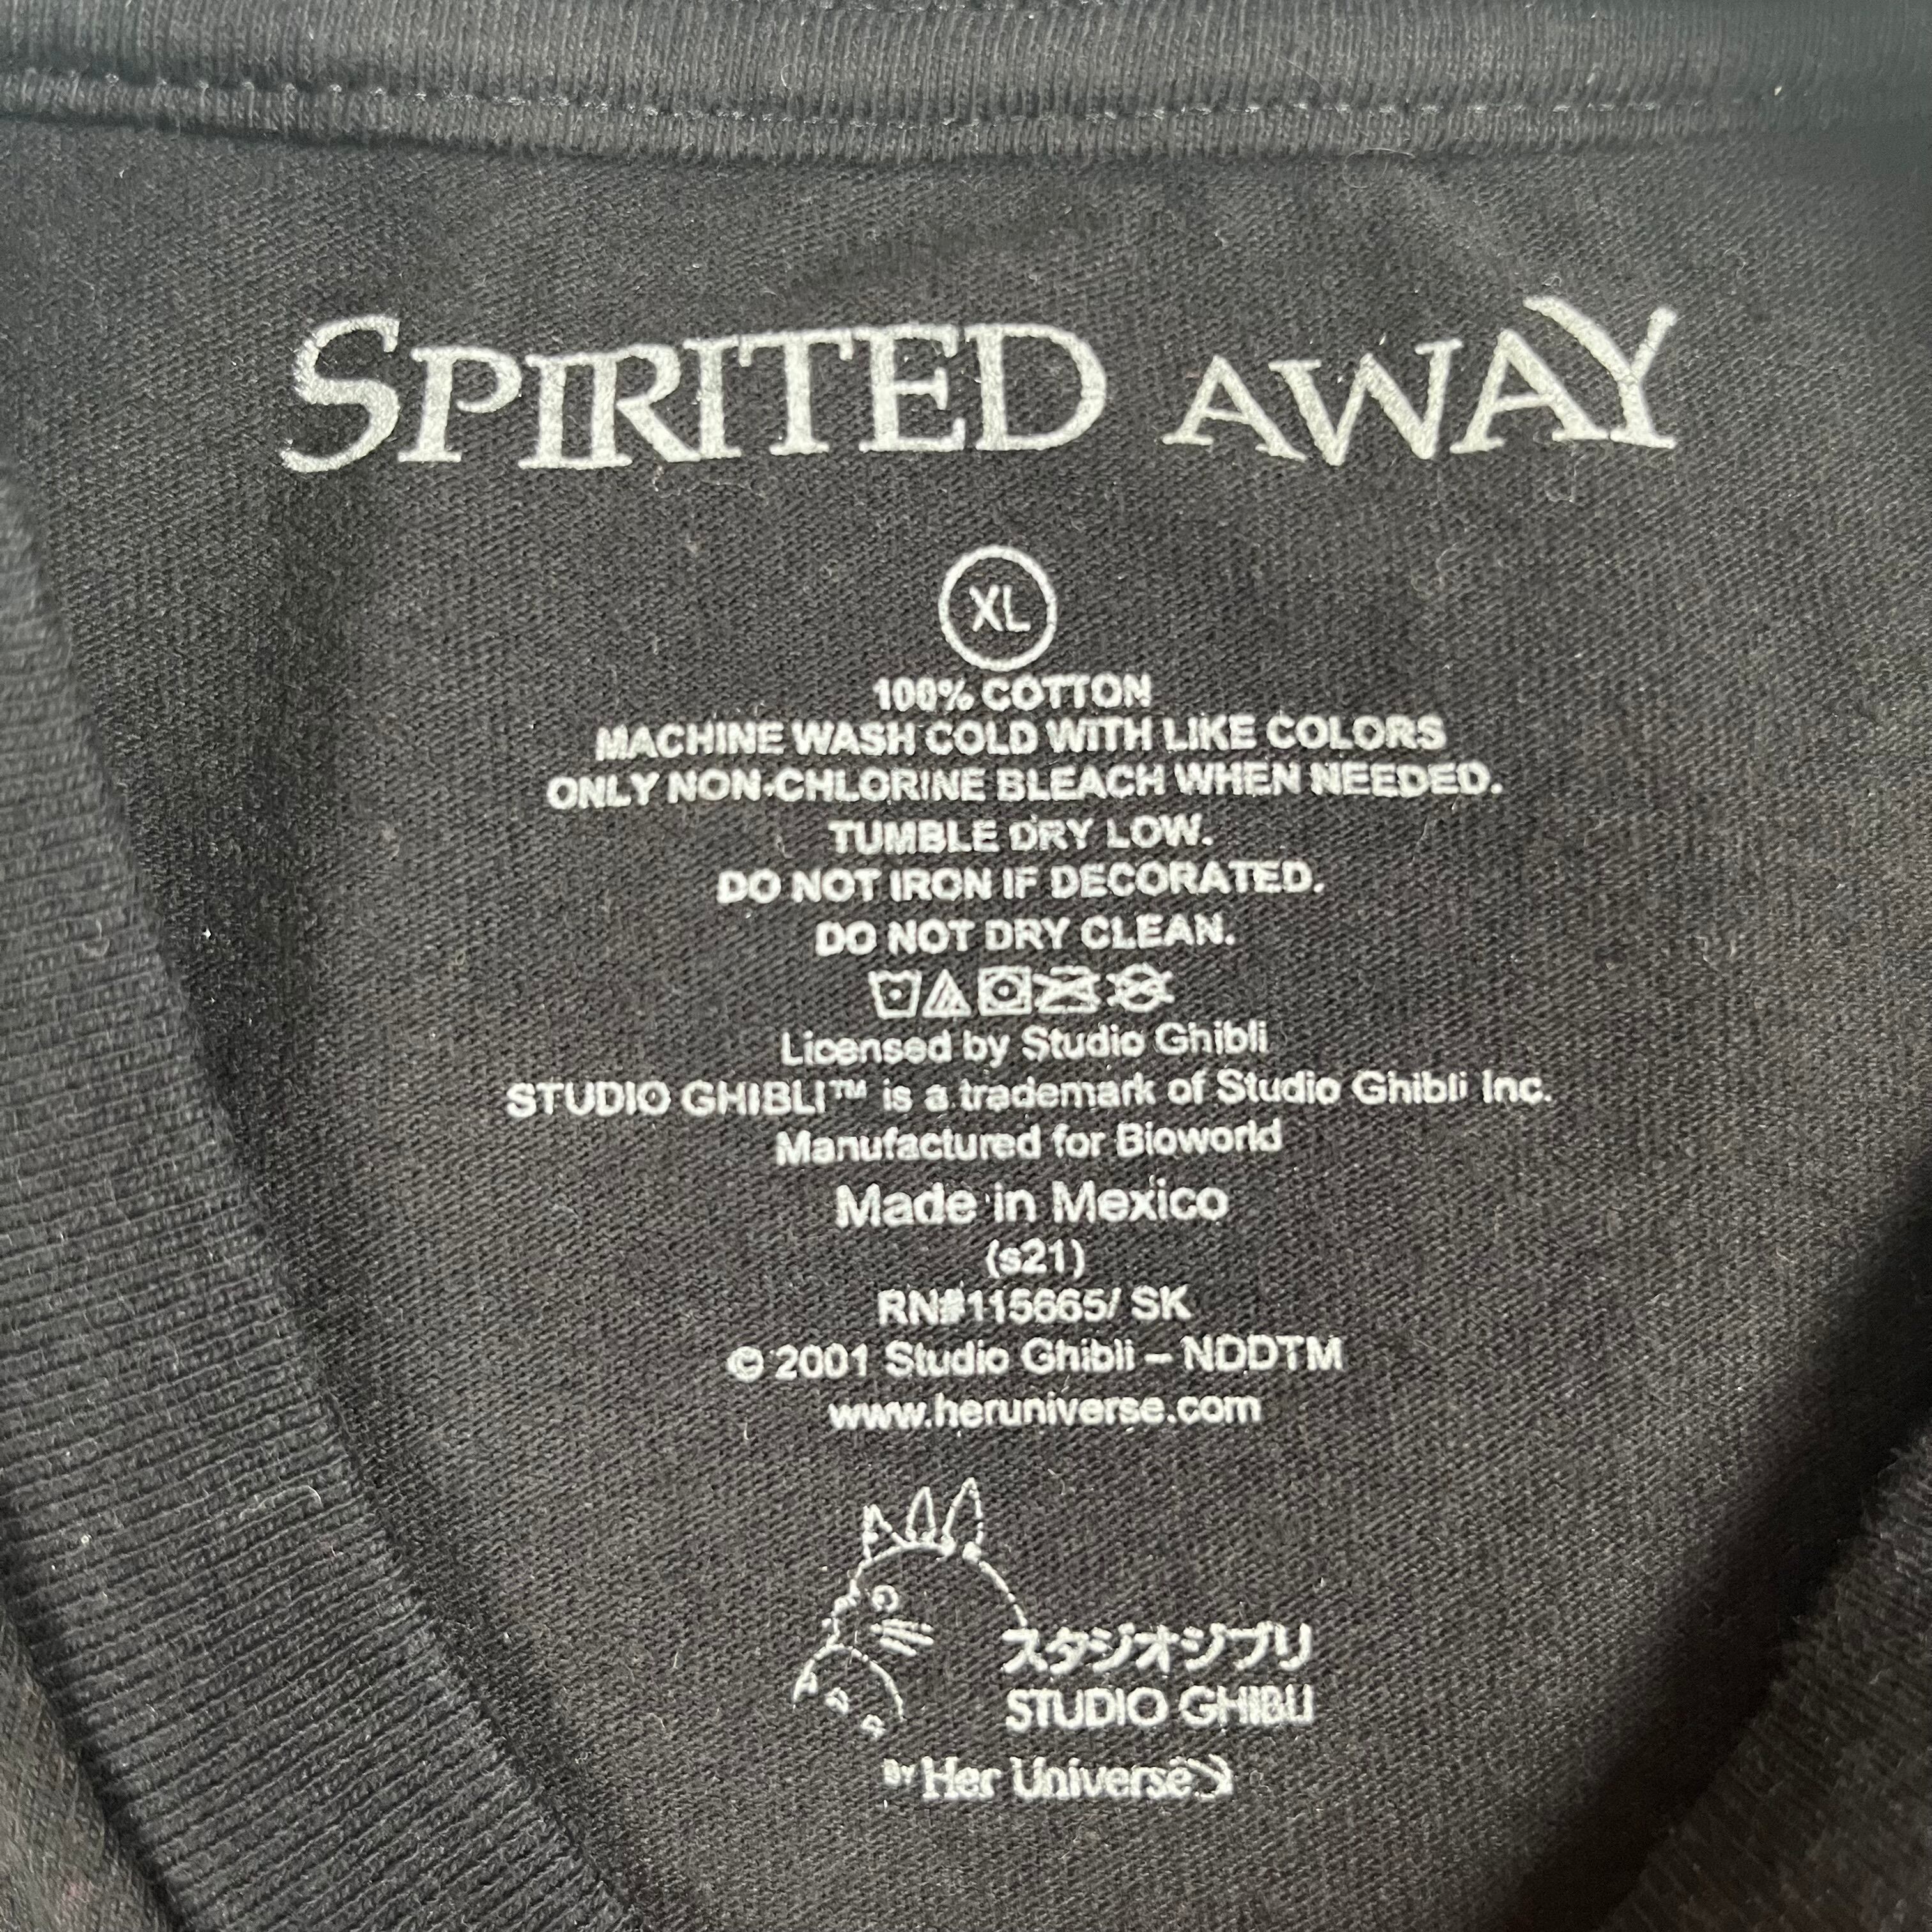 SPIRITED AWAY
XL
100% COTTON
MACHINE WASH COLD WITH LIKE COLORS
ONLY NON-CHLORINE BLEACH WHEN NEEDED.
TUMBLE DRY LOW.
DO NOT IRON IF DECORATED.
DO NOT DRY CLEAN.
Licensed by Studio Ghibli
STUDIO GHIBLI™ is a trademark of Studio Ghibli Inc.
Manufactured for Bioworld
Made in Mexico
(s21)
RN#115665/ SK
© 2001 Studio Ghibli – NDDTM
www.heruniverse.com
スタジオジブリ
STUDIO GHIBLI
BY Her Universe